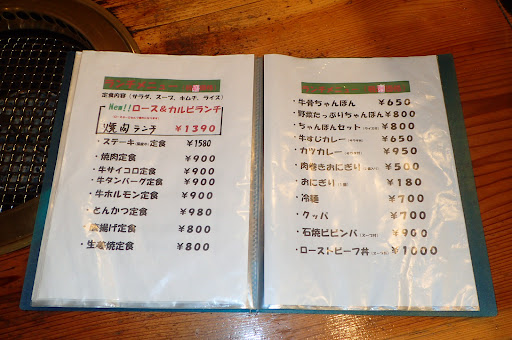 定食内容（サラダ、スープ、キムチ、ライス）
New!!ロース&カルビランチ
焼肉ランチ ￥1390
・ステーキ定食 ￥1580
・焼肉定食 ￥900
・牛サイコロ定食 ￥900
・牛タンバーグ定食 ￥900
・牛ホルモン定食 ￥900
・とんかつ定食 ￥980
揚げ定食 ￥800
・生姜焼定食 ￥800
・牛骨ちゃんぽん ￥650
・野菜たっぷりちゃんぽん ￥800
・ちゃんぽんセット ￥800
・牛すじカレー ￥650
・カツカレー ￥950
・肉巻きおにぎり ￥500
・おにぎり ￥180
・冷麺 ￥700
・クッパ ￥700
・石焼ビビンバ ￥900
・ローストビーフ丼 ￥1000